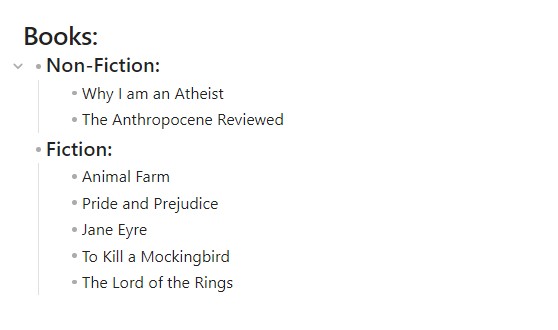 Books:
Non-Fiction:
Why I am an Atheist
The Anthropocene Reviewed
Fiction:
Animal Farm
Pride and Prejudice
Jane Eyre
To Kill a Mockingbird
The Lord of the Rings